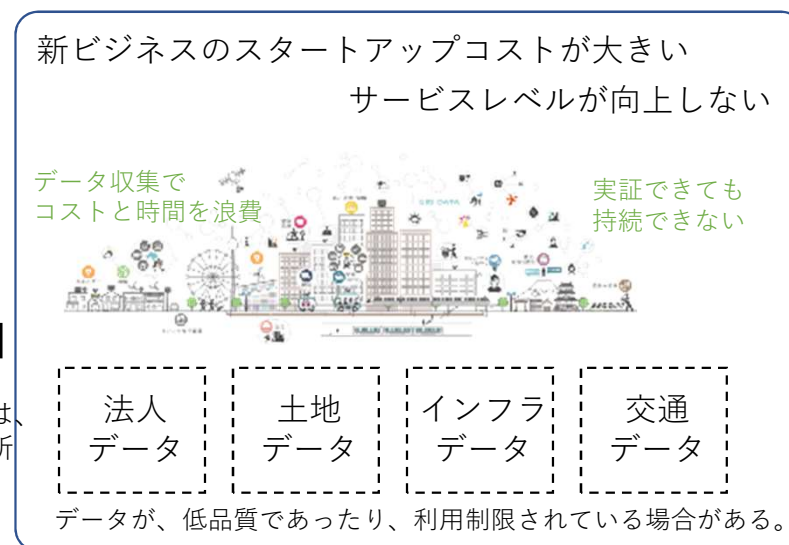 新ビジネスのスタートアップコストが大きい
サービスレベルが向上しない
データ収集で
コストと時間を浪費
実証できても
持続できない
は、
所
法人
データ
土地
データ
インフラ
データ
交通
データ
データが、低品質であったり、利用制限されている場合がある。